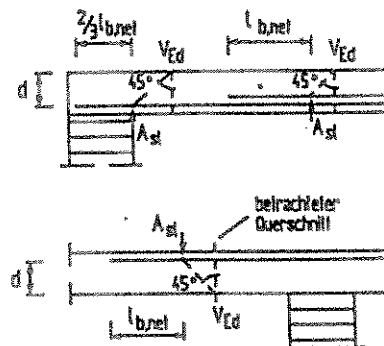 ⅔ l b,net
l b,net
V Ed
V Ed
d
45°
45°
A sl
A sl
betrachteter
Querschnitt
A sl
d
45°
l b,net
V Ed